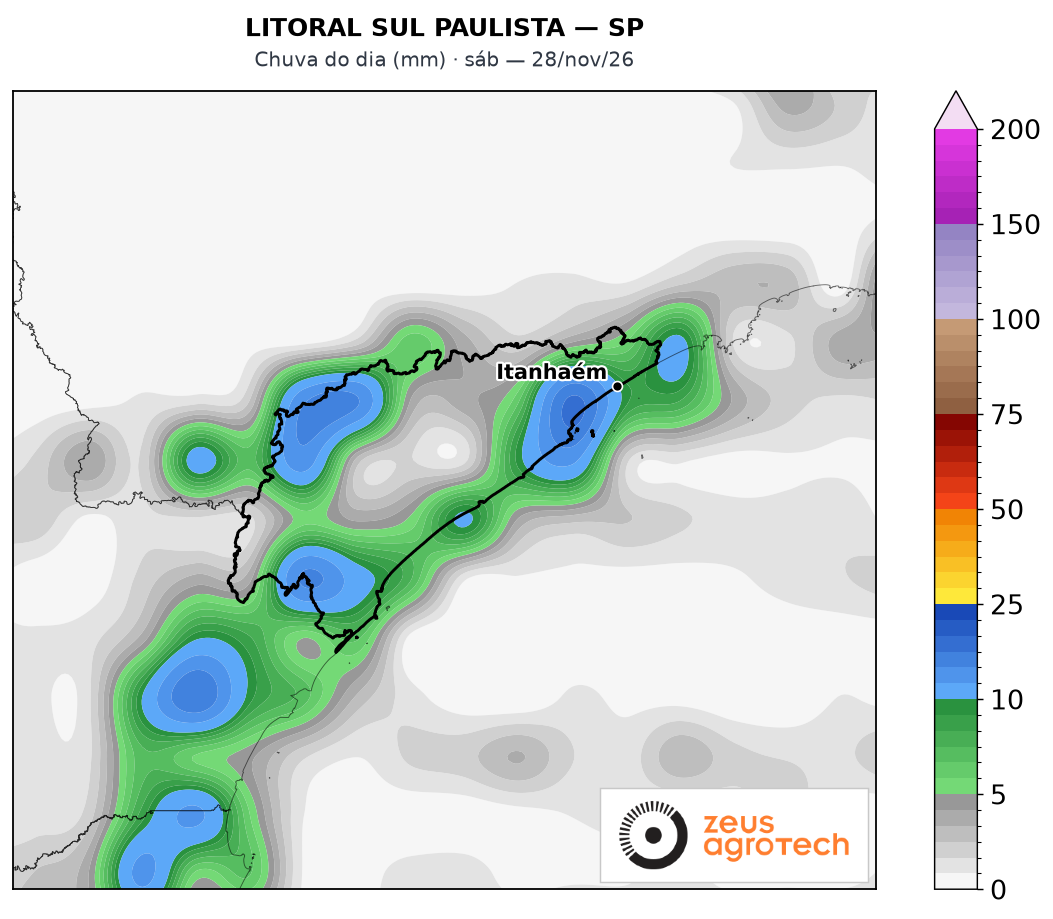 LITORAL SUL PAULISTA — SP
Chuva do dia (mm) · sáb — 28/nov/26
Itanhaém
200
150
100
75
50
25
10
5
0
zeus
agrotech